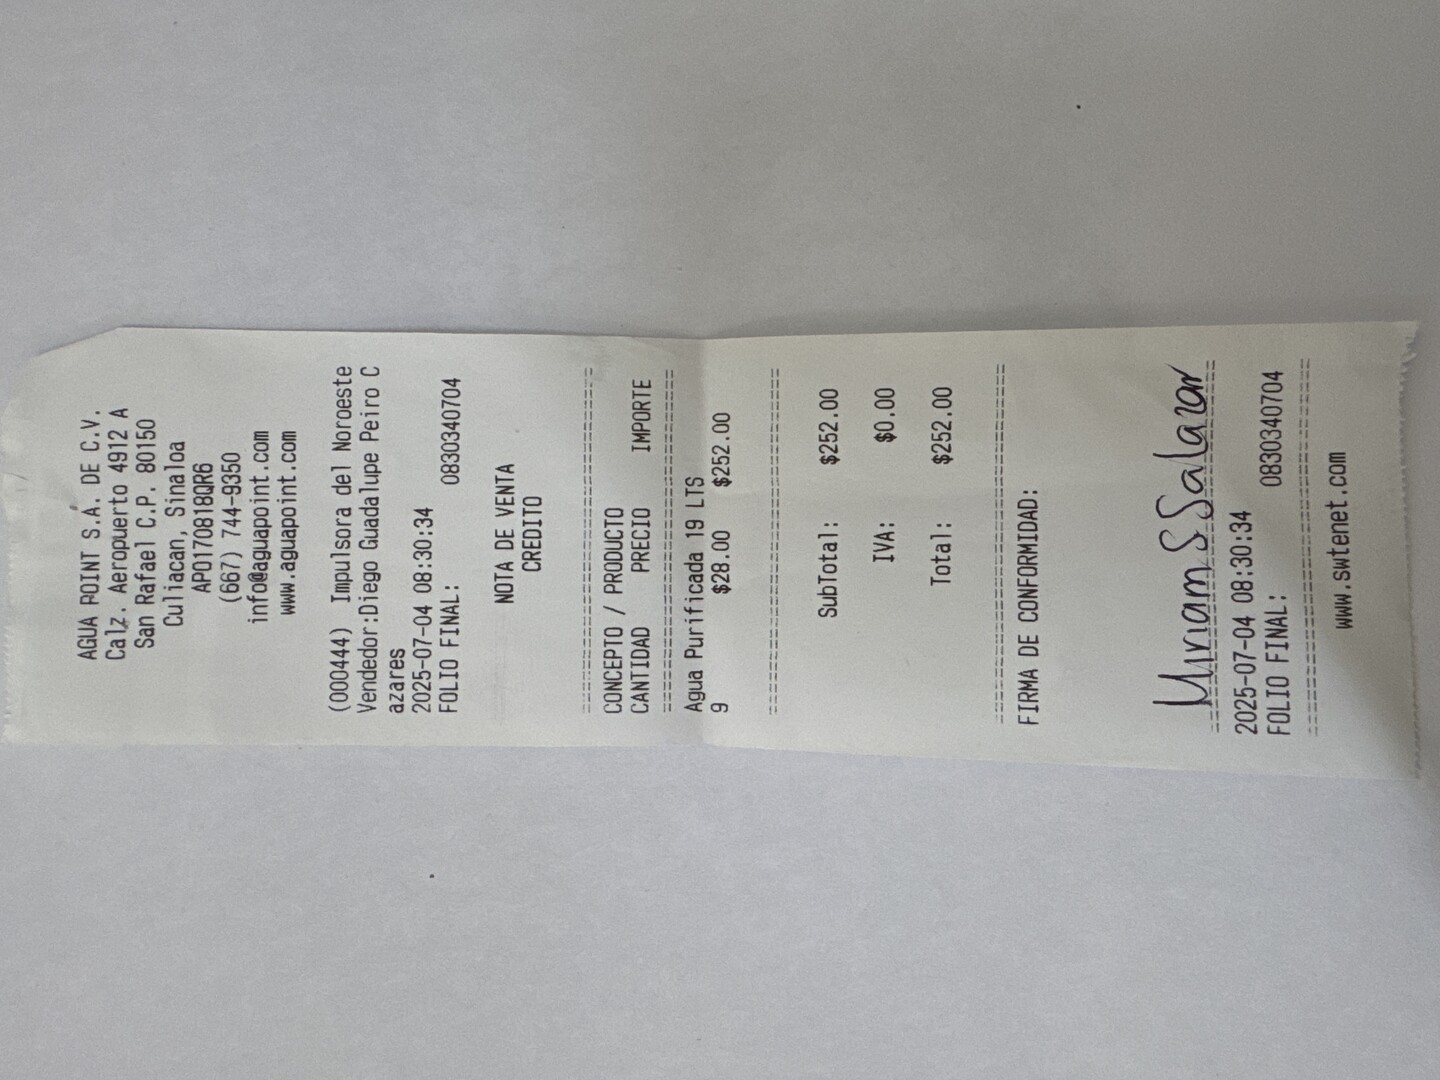 AGUA POINT S.A. DE C.V.
Calz. Aeropuerto 4912 A
San Rafael C.P. 80150
Culiacan, Sinaloa
APO170818QR6
(667) 744-9350
info@aguapoint.com
www.aguapoint.com
(000444) Impulsora del Noroeste
Vendedor:Diego Guadalupe Peiro C
azares
2025-07-04 08:30:34
FOLIO FINAL: 0830340704
NOTA DE VENTA
CREDITO
================================
CONCEPTO / PRODUCTO
CANTIDAD PRECIO IMPORTE
================================
Agua Purificada 19 LTS
9 $28.00 $252.00
================================
SubTotal: $252.00
IVA: $0.00
Total: $252.00
================================
FIRMA DE CONFORMIDAD:
Miriam S Salazar
================================
2025-07-04 08:30:34
FOLIO FINAL: 0830340704
================================
www.swtenet.com